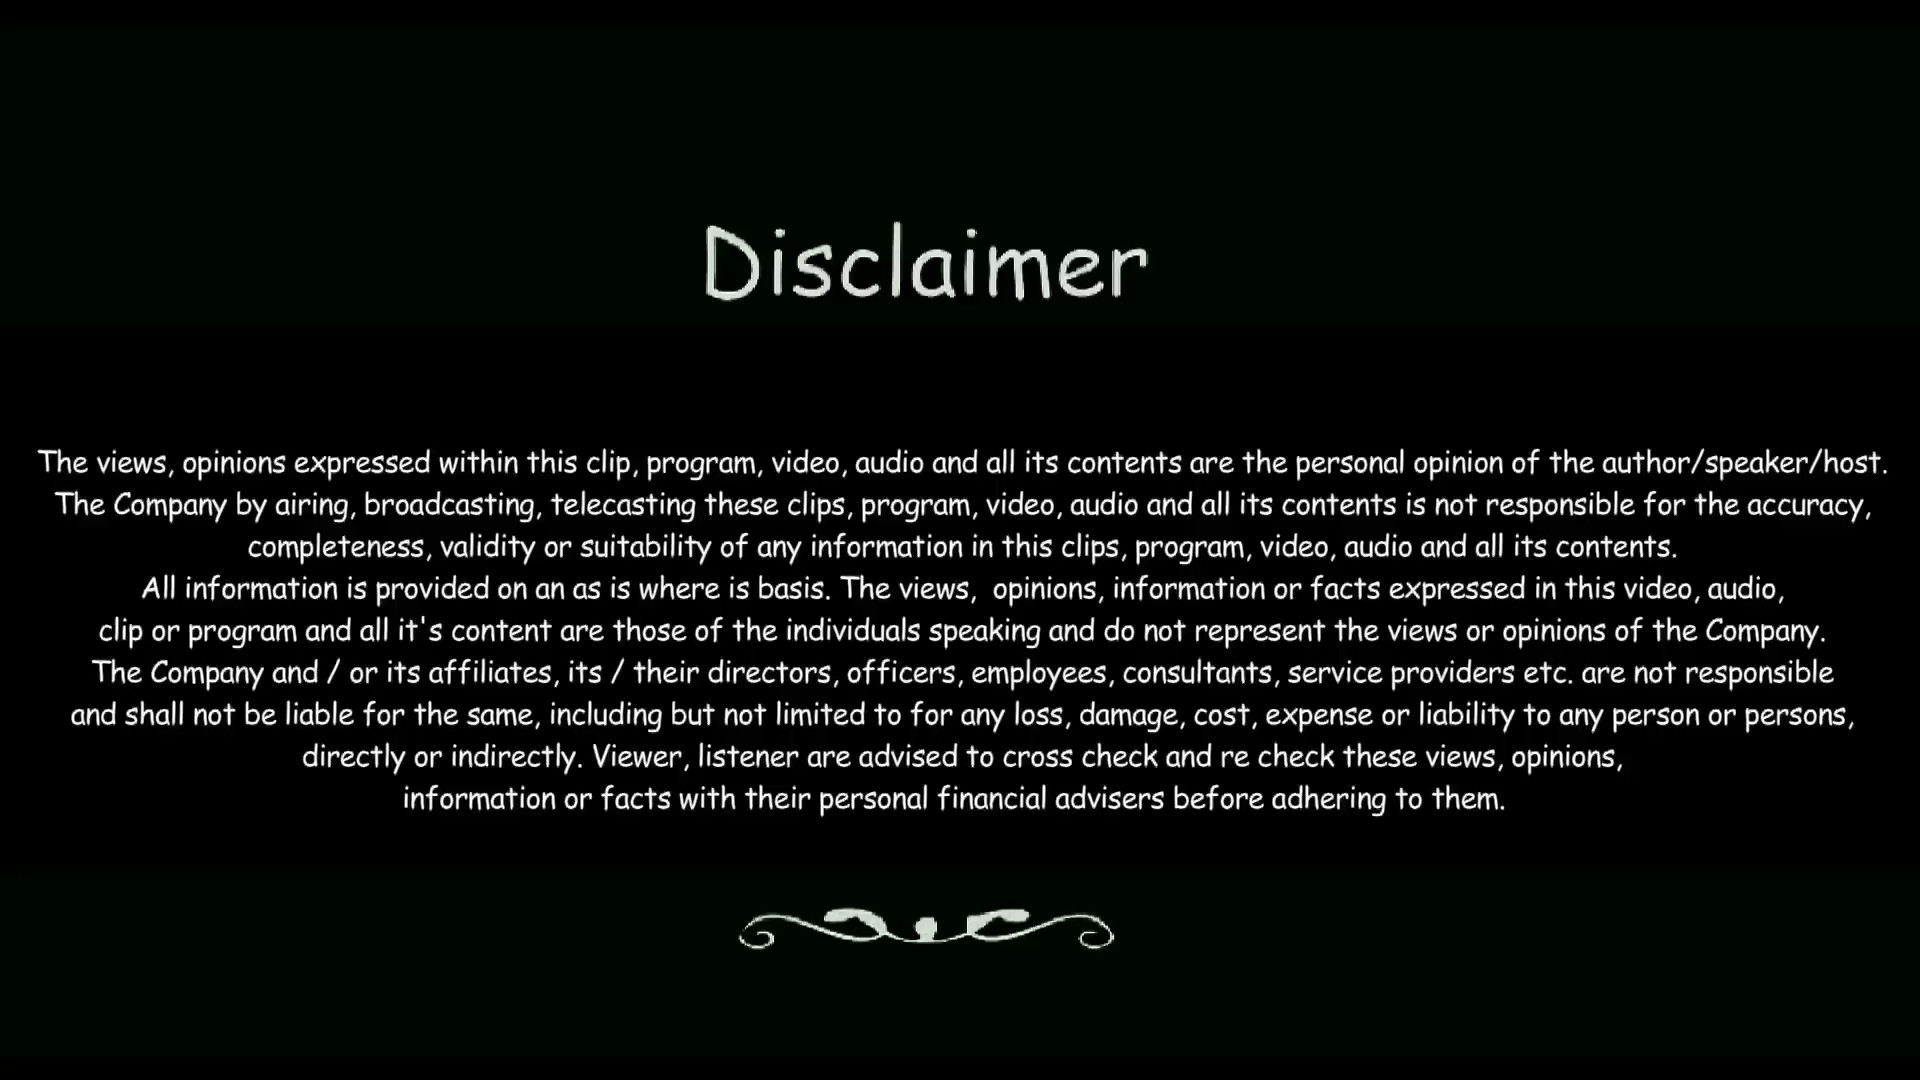 Disclaimer
The views, opinions expressed within this clip, program, video, audio and all its contents are the personal opinion of the author/speaker/host.
The Company by airing, broadcasting, telecasting these clips, program, video, audio and all its contents is not responsible for the accuracy,
completeness, validity or suitability of any information in this clips, program, video, audio and all its contents.
All information is provided on an as is where is basis. The views,  opinions, information or facts expressed in this video, audio,
clip or program and all it's content are those of the individuals speaking and do not represent the views or opinions of the Company.
The Company and / or its affiliates, its / their directors, officers, employees, consultants, service providers etc. are not responsible
and shall not be liable for the same, including but not limited to for any loss, damage, cost, expense or liability to any person or persons,
directly or indirectly. Viewer, listener are advised to cross check and re check these views, opinions,
information or facts with their personal financial advisers before adhering to them.